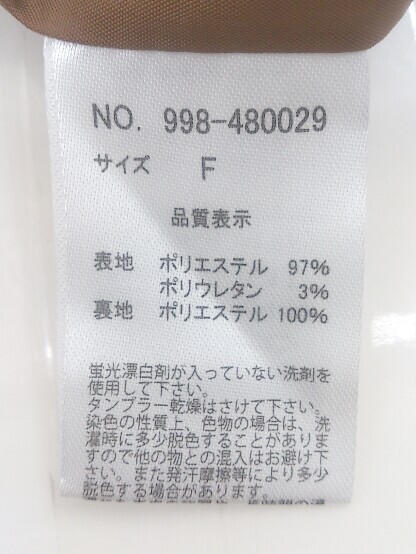 NO. 998-480029
サイズ F
品質表示
表地 ポリエステル 97%
ポリウレタン 3%
裏地 ポリエステル 100%
蛍光漂白剤が入っていない洗剤を
使用して下さい。
タンブラー乾燥はさけて下さい。
染色の性質上、色物の場合は、洗
濯時に多少脱色することがありま
すので他の物との混入はお避け下
さい。また発汗摩擦等により多少
脱色する場合があります。